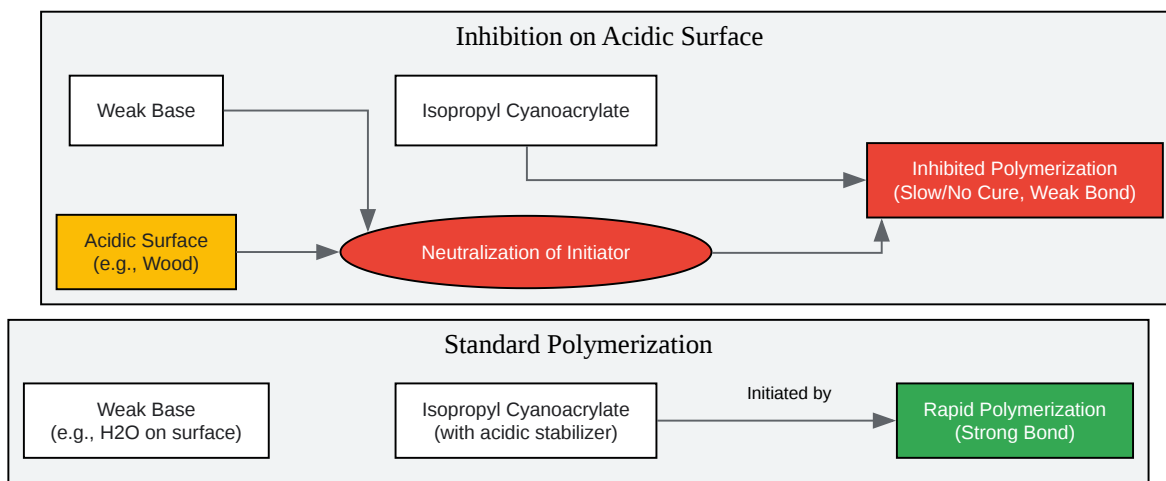 Inhibition on Acidic Surface
Weak Base
Isopropyl Cyanoacrylate
Inhibited Polymerization
(Slow/No Cure, Weak Bond)
Acidic Surface
(e.g., Wood)
Neutralization of Initiator
Standard Polymerization
Weak Base
(e.g., H2O on surface)
Isopropyl Cyanoacrylate
(with acidic stabilizer)
Initiated by
Rapid Polymerization
(Strong Bond)